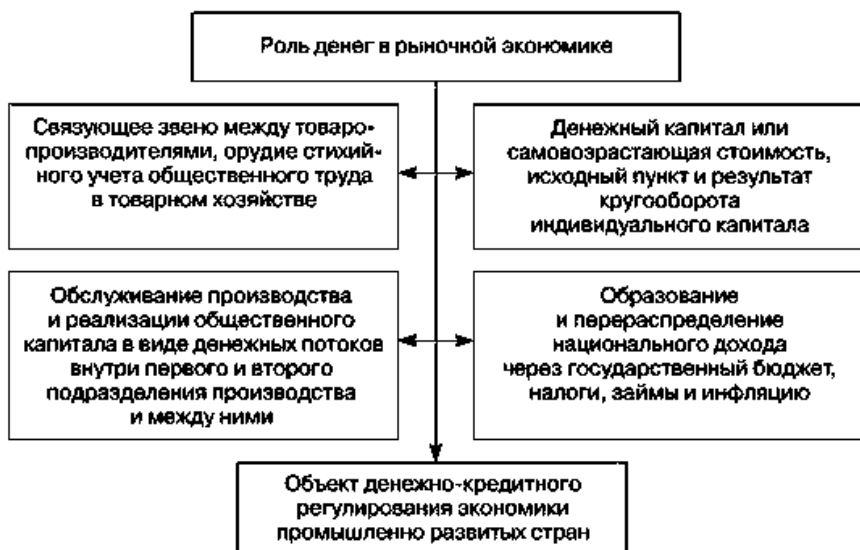 Роль денег в рыночной экономике
Связующее звено между товаро-
производителями, орудие стихий-
ного учета общественного труда
в товарном хозяйстве
Денежный капитал или
самовозрастающая стоимость,
исходный пункт и результат
кругооборота
индивидуального капитала
Обслуживание производства
и реализации общественного
капитала в виде денежных потоков
внутри первого и второго
подразделения производства
и между ними
Образование
и перераспределение
национального дохода
через государственный бюджет,
налоги, займы и инфляцию
Объект денежно-кредитного
регулирования экономики
промышленно развитых стран